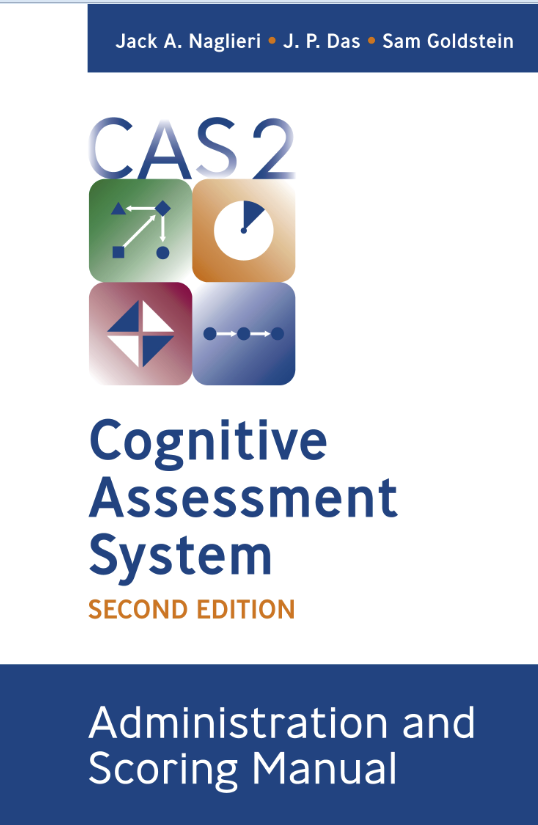 Jack A. Naglieri • J. P. Das • Sam Goldstein
CAS2
Cognitive
Assessment
System
SECOND EDITION
Administration and
Scoring Manual